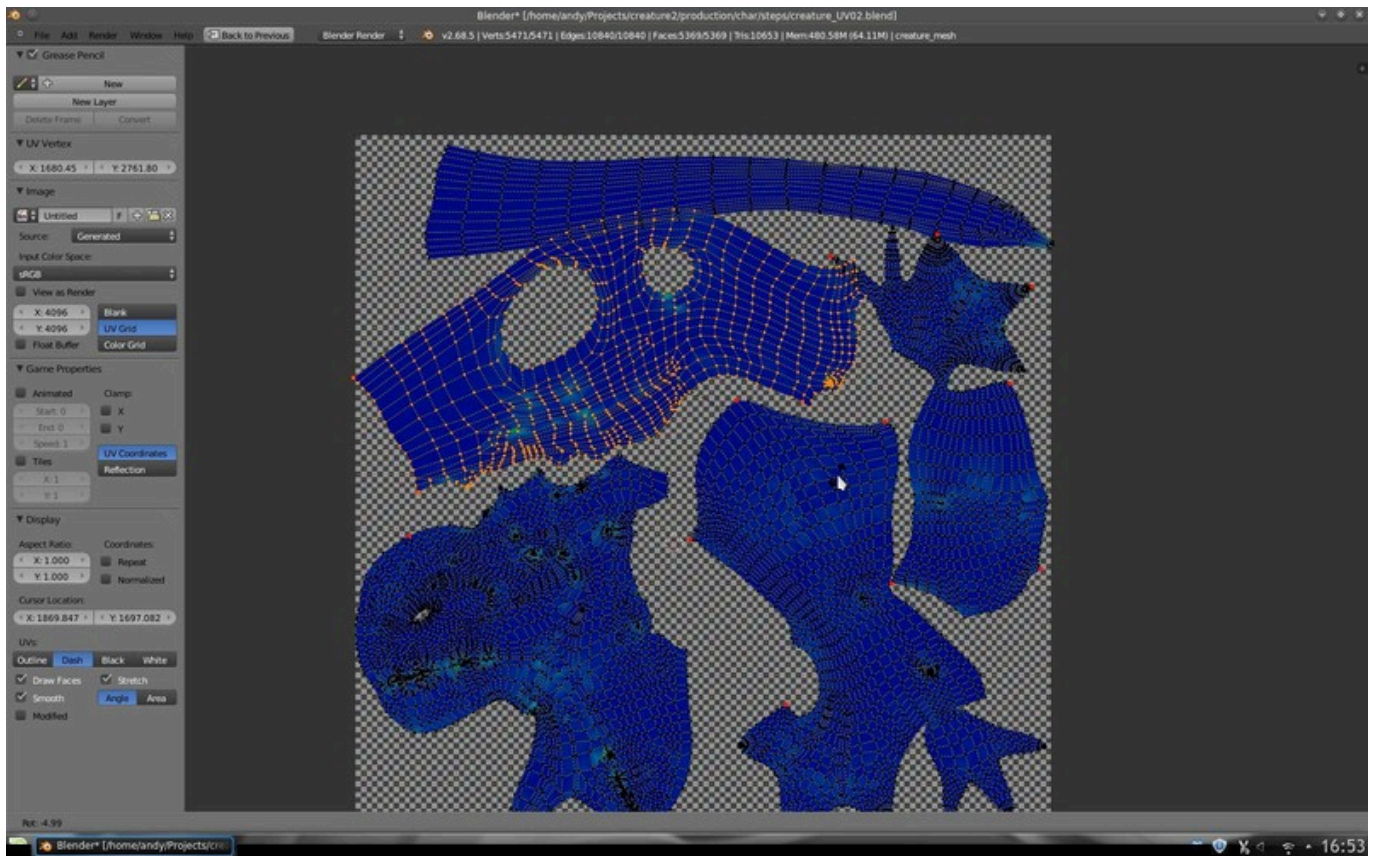 Blender* [/home/andy/Projects/creature2/production/char/steps/creature_UV02.blend]
File Add Render Window Help Back to Previous Blender Render v2.68.5 | Verts:5471/5471 | Edges:10840/10840 | Faces:5369/5369 | Tris:10653 | Mem:480.58M (64.11M) | creature_mesh
Grease Pencil
New
New Layer
Delete Frame Convert
UV Vertex
X: 1680.45 Y: 2761.80
Image
Untitled F
Source: Generated
Input Color Space:
sRGB
View as Render
X: 4096 Blank
Y: 4096 UV Grid
Float Buffer Color Grid
Game Properties
Animated Clamp:
Start: 0 X
End: 0 Y
Speed: 1
UV Coordinates
Tiles Reflection
X: 1
Y: 1
Display
Aspect Ratio: Coordinates:
X: 1.000 Repeat
Y: 1.000 Normalized
Cursor Location:
X: 1869.847 Y: 1697.082
UVs:
Outline Dash Black White
Draw Faces Stretch
Smooth Angle Area
Modified
Rot: -4.99
Blender* [/home/andy/Projects/cre
16:53